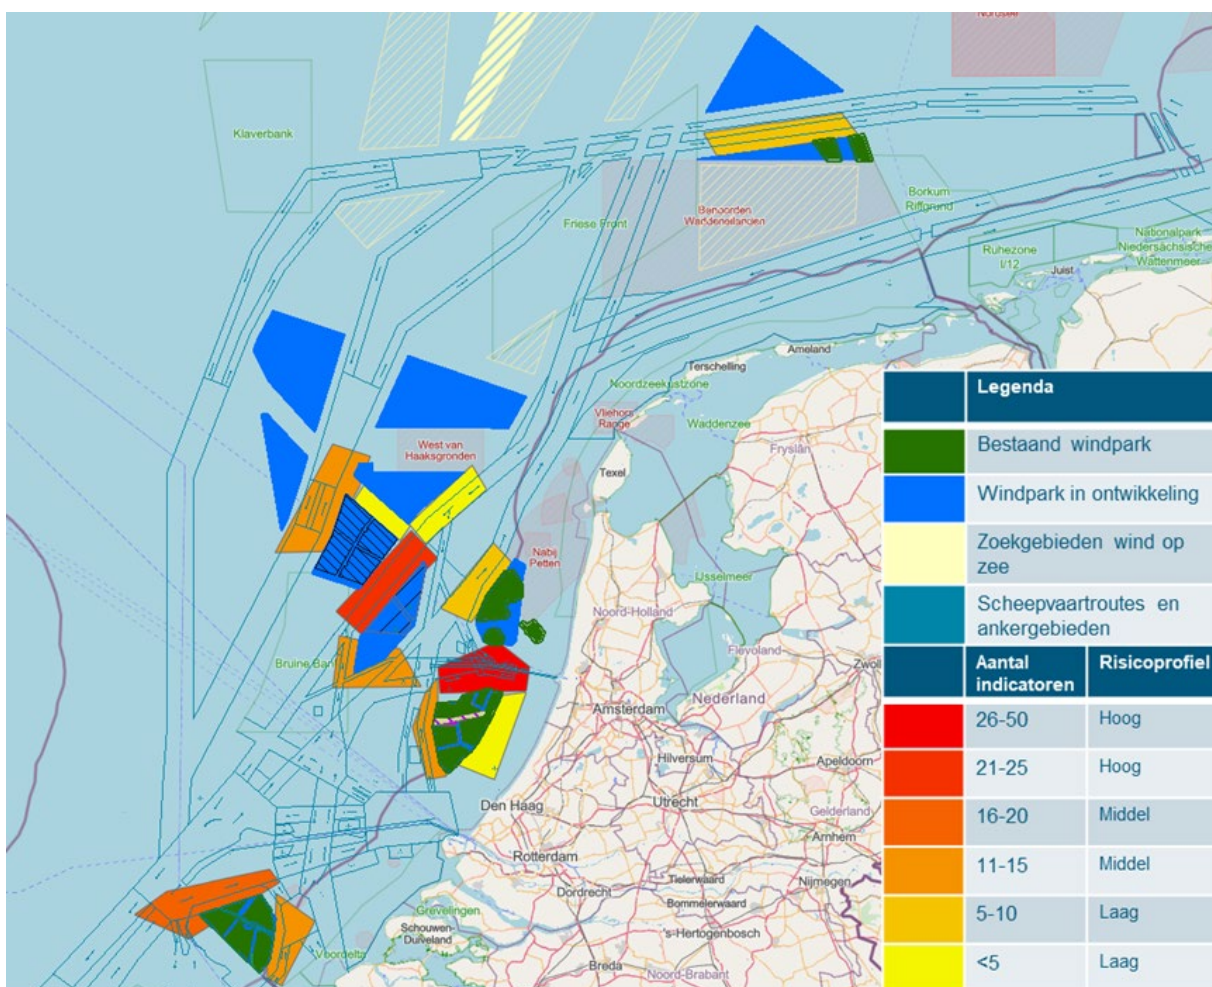 Nordsee
Klaverbank
Borkum
Riffgrund
Benoorden
Waddeneilanden
Friese Front
Nationalpark
Niedersächsisches
Wattenmeer
Ruhezone
I/12
Juist
Ameland
Terschelling
Noordzeekustzone
Vliehors
Range
Waddenzee
West van
Haaksgronden
Fryslân
Texel
Nabij
Petten
IJsselmeer
Noord-Holland
Flevoland
Bruine Ban
Zwoll
Nederland
Amsterdam
Hilversum
Apeldoorn
Den Haag
Utrecht
Gelderland
Arnhem
Rotterdam
Tielerwaard
Nijmegen
Dordrecht
Bommelerwaard
Grevelingen
Schouwen-
Duiveland
's-Hertogenbosch
Voordelta
Breda
Noord-Brabant
Legenda
Bestaand windpark
Windpark in ontwikkeling
Zoekgebieden wind op
zee
Scheepvaartroutes en
ankergebieden
Aantal indicatoren Risicoprofiel
26-50 Hoog
21-25 Hoog
16-20 Middel
11-15 Middel
5-10 Laag
<5 Laag